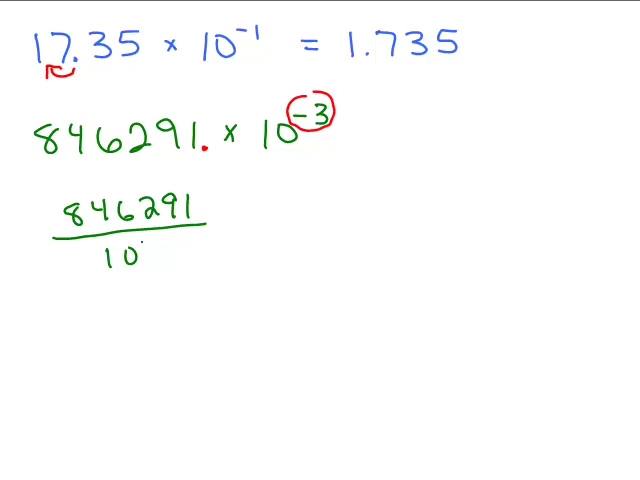 17.35 × 10⁻¹ = 1.735
846291. × 10⁻³
846291
10